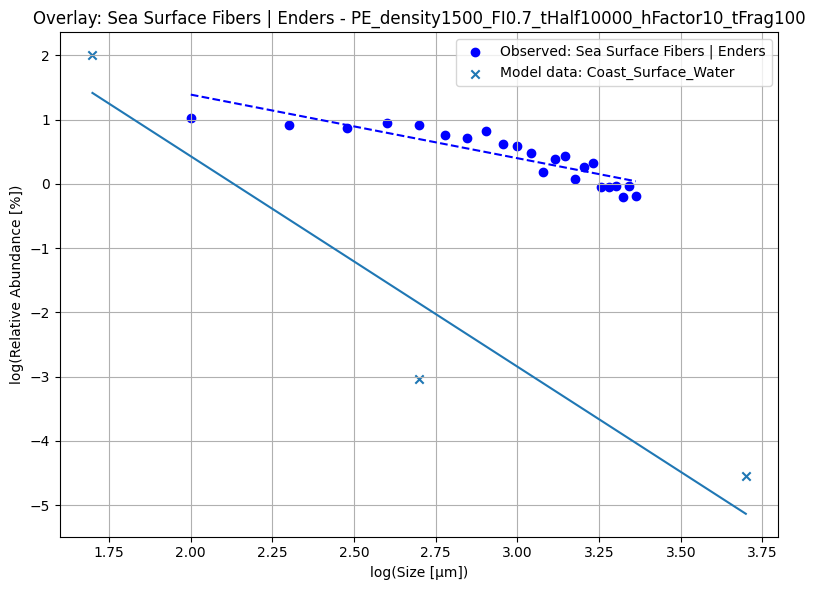 Overlay: Sea Surface Fibers | Enders - PE_density1500_FI0.7_tHalf10000_hFactor10_tFrag100
Observed: Sea Surface Fibers | Enders
Model data: Coast_Surface_Water
log(Relative Abundance [%])
2
1
0
−1
−2
−3
−4
−5
1.75 2.00 2.25 2.50 2.75 3.00 3.25 3.50 3.75
log(Size [μm])